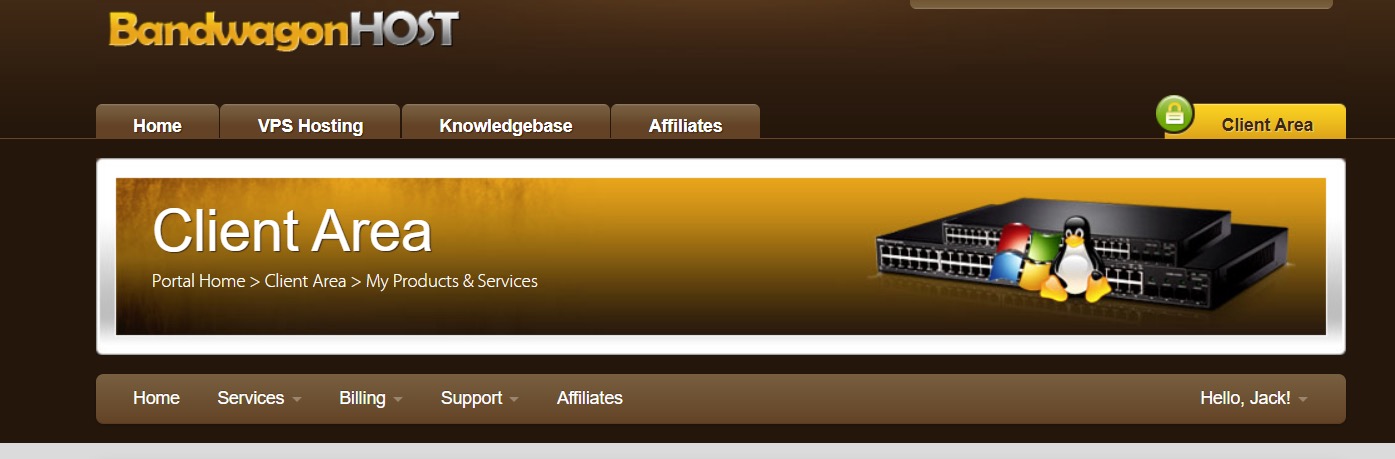 BandwagonHOST
Home VPS Hosting Knowledgebase Affiliates Client Area
Client Area
Portal Home > Client Area > My Products & Services
Home Services Billing Support Affiliates Hello, Jack!